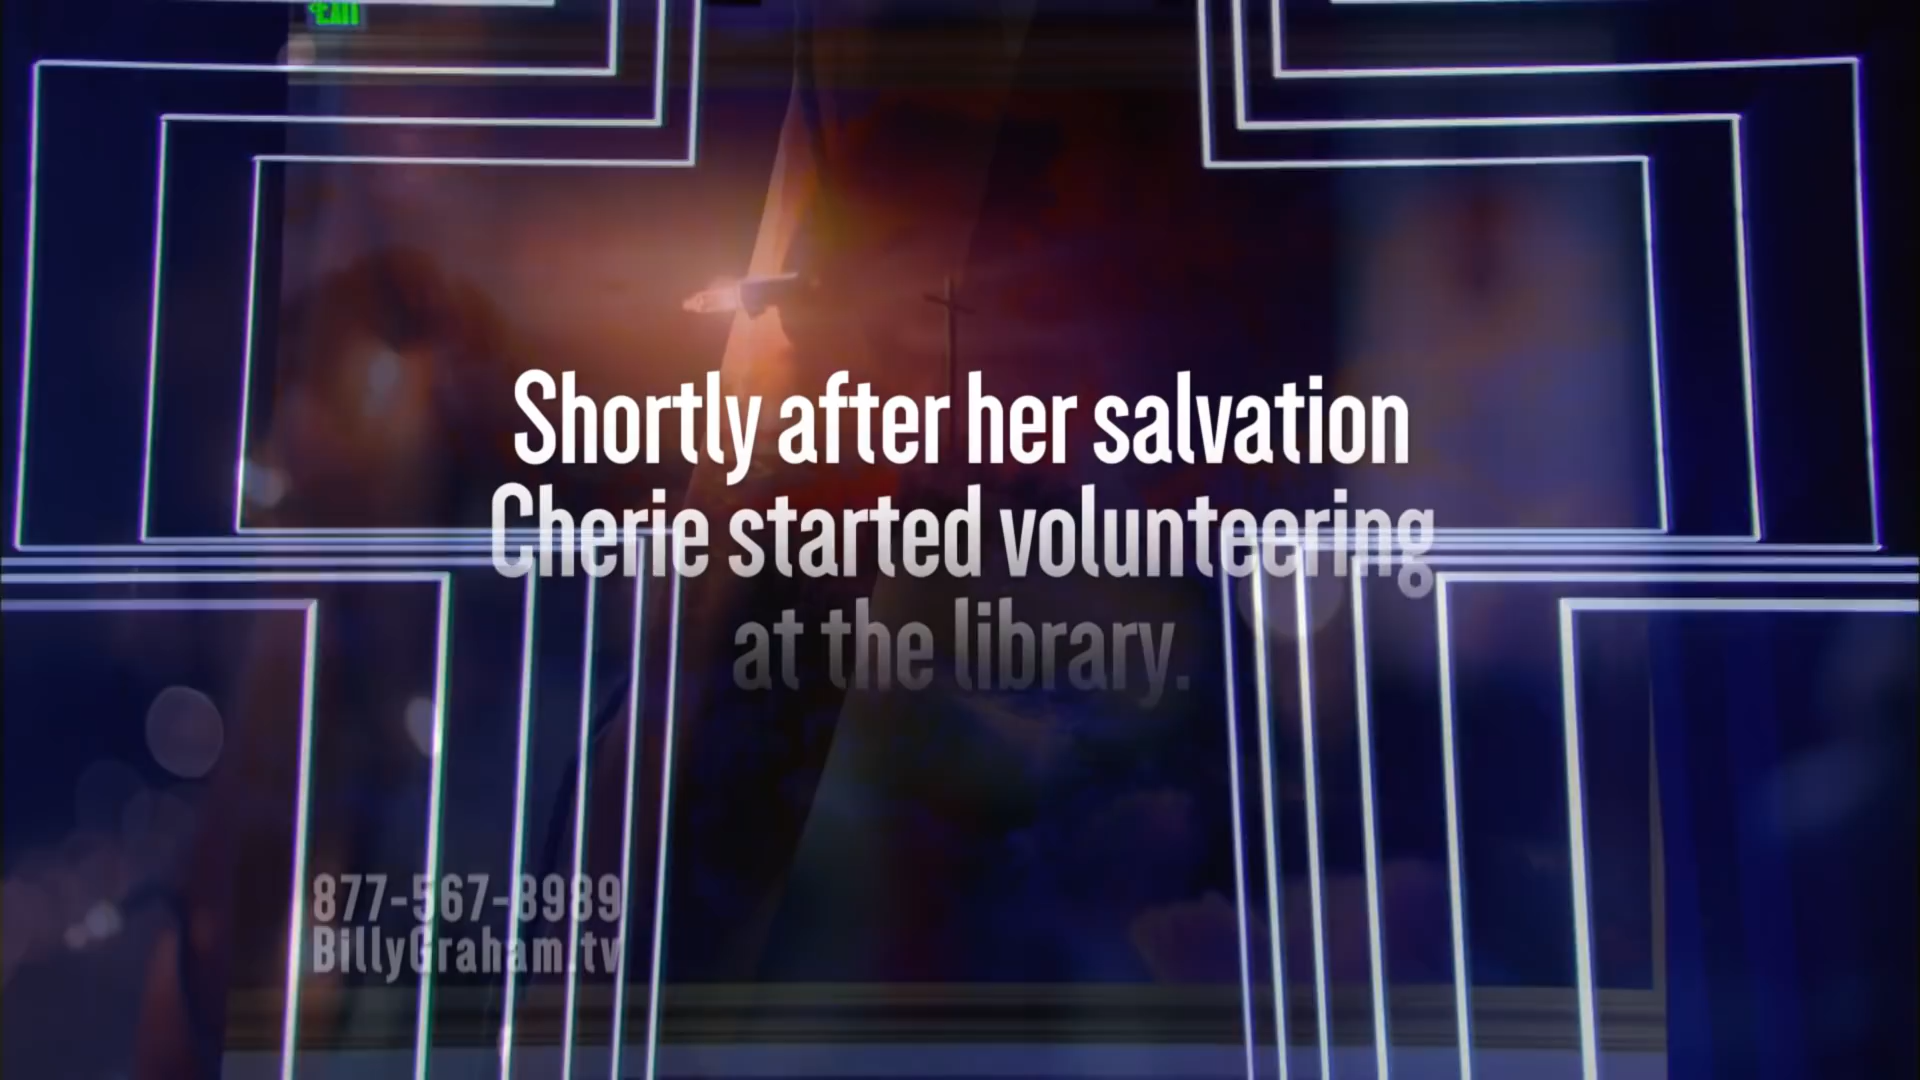 Shortly after her salvation
Cherie started volunteering
at the library.
877-567-8989
BillyGraham.tv